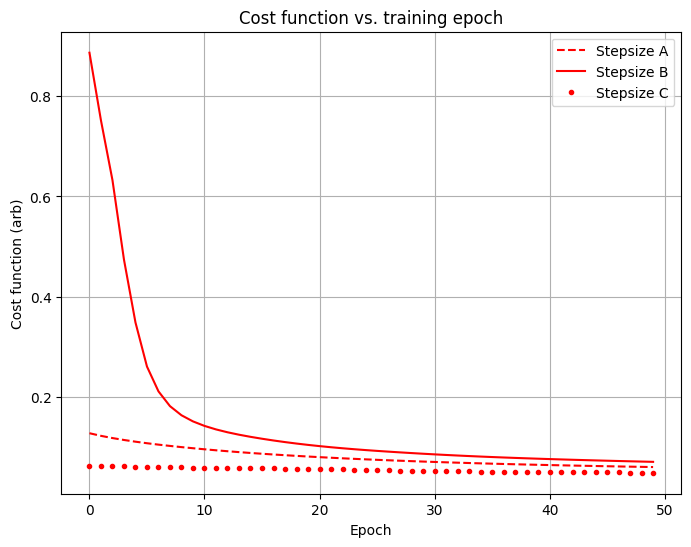 Cost function vs. training epoch
Stepsize A
Stepsize B
Stepsize C
Cost function (arb)
0.8
0.6
0.4
0.2
0 10 20 30 40 50
Epoch